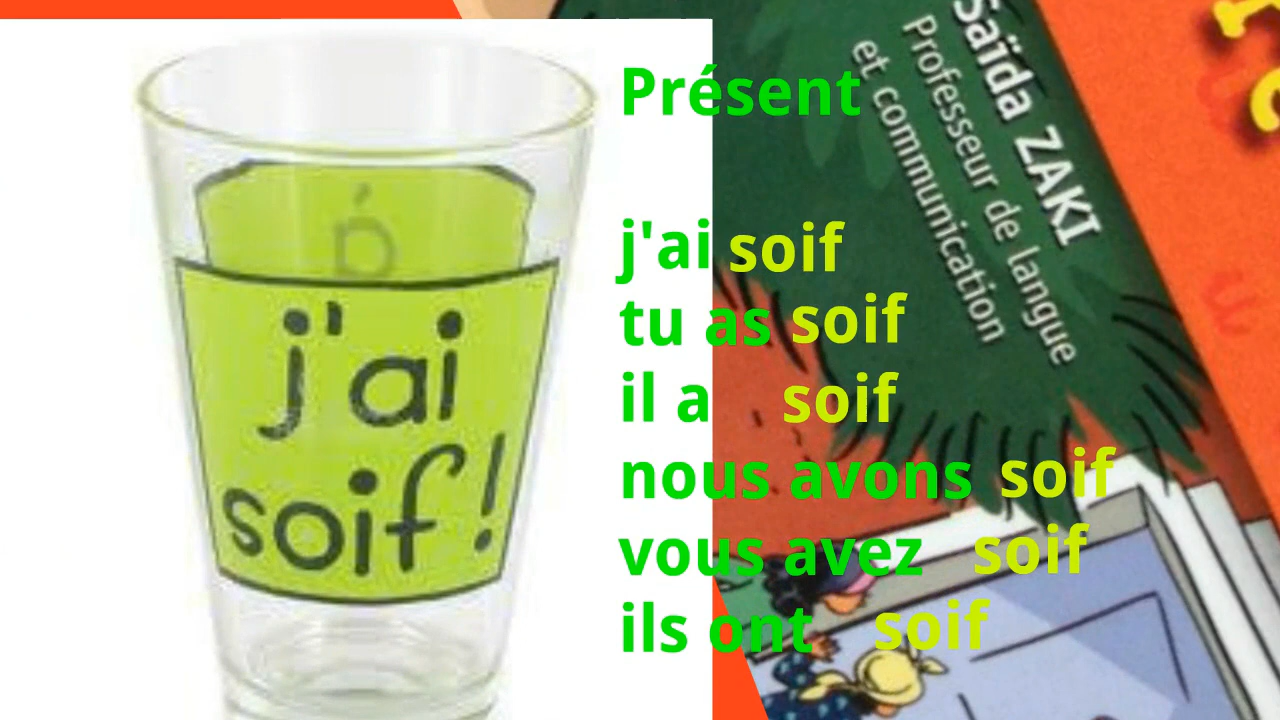 j'ai
soif !
Présent
j'ai soif
tu as soif
il a soif
nous avons soif
vous avez soif
ils ont soif
Saïda ZAKI
Professeur de langue
et communication